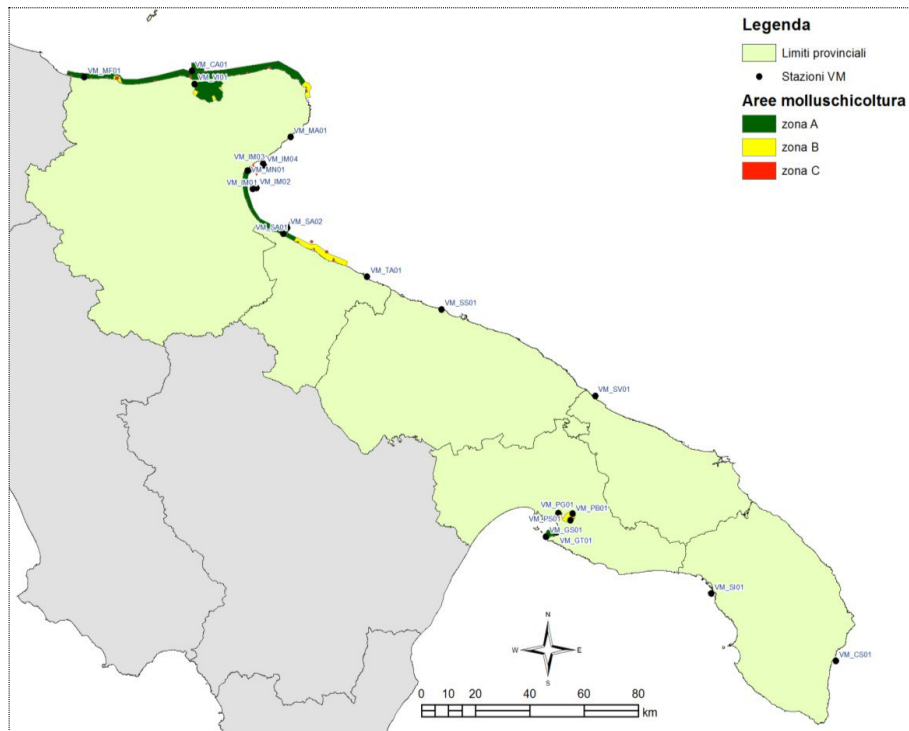 Legenda
Limiti provinciali
Stazioni VM
Aree molluschicoltura
zona A
zona B
zona C
VM_MF01
VM_CA01
VM_VI01
VM_MA01
VM_IM03
VM_IM04
VM_MN01
VM_IM01
VM_IM02
VM_SA02
VM_SA01
VM_TA01
VM_SS01
VM_SV01
VM_PG01
VM_PB01
VM_PS01
VM_GS01
VM_GT01
VM_SI01
VM_CS01
N
W
E
S
0 10 20 40 60 80
km